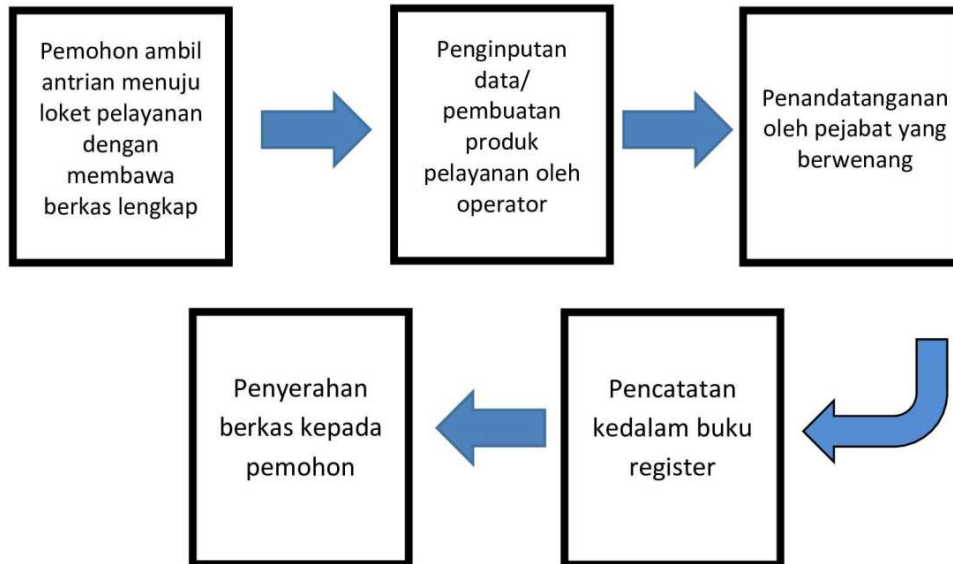 Pemohon ambil
antrian menuju
loket pelayanan
dengan
membawa
berkas lengkap
Penginputan
data/
pembuatan
produk
pelayanan oleh
operator
Penandatanganan
oleh pejabat yang
berwenang
Pencatatan
kedalam buku
register
Penyerahan
berkas kepada
pemohon